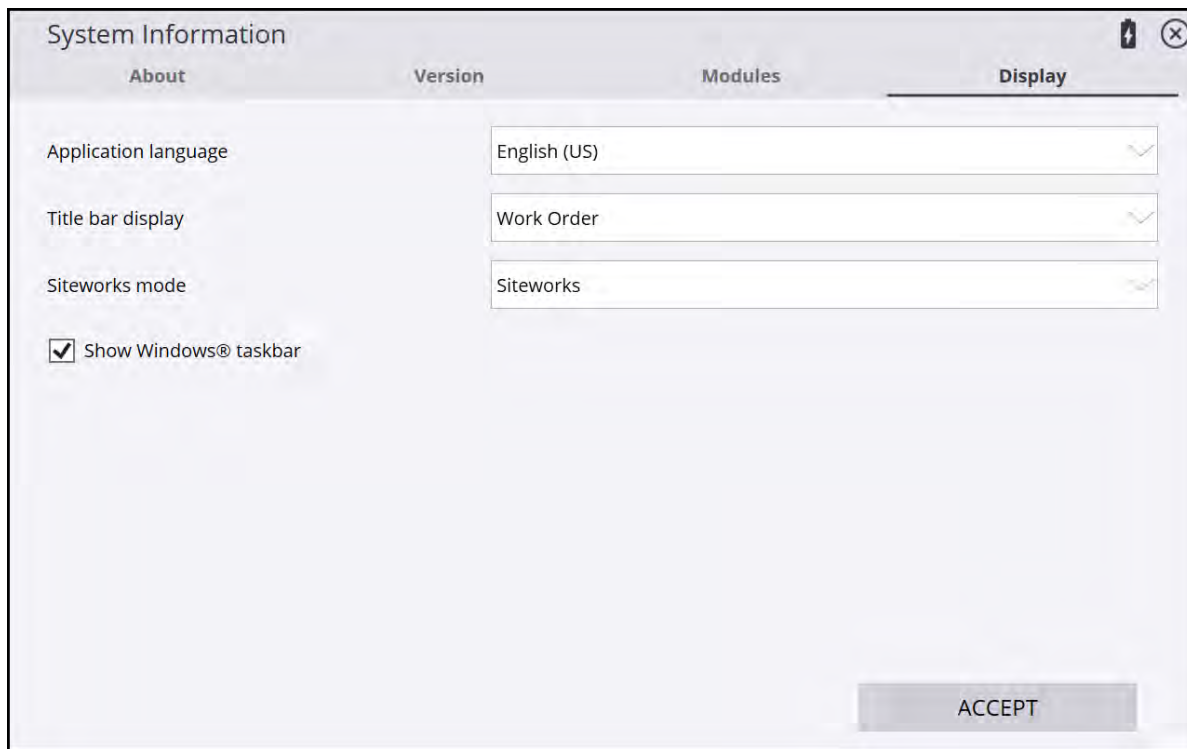 System Information
About Version Modules Display
Application language English (US)
Title bar display Work Order
Siteworks mode Siteworks
Show Windows® taskbar
ACCEPT